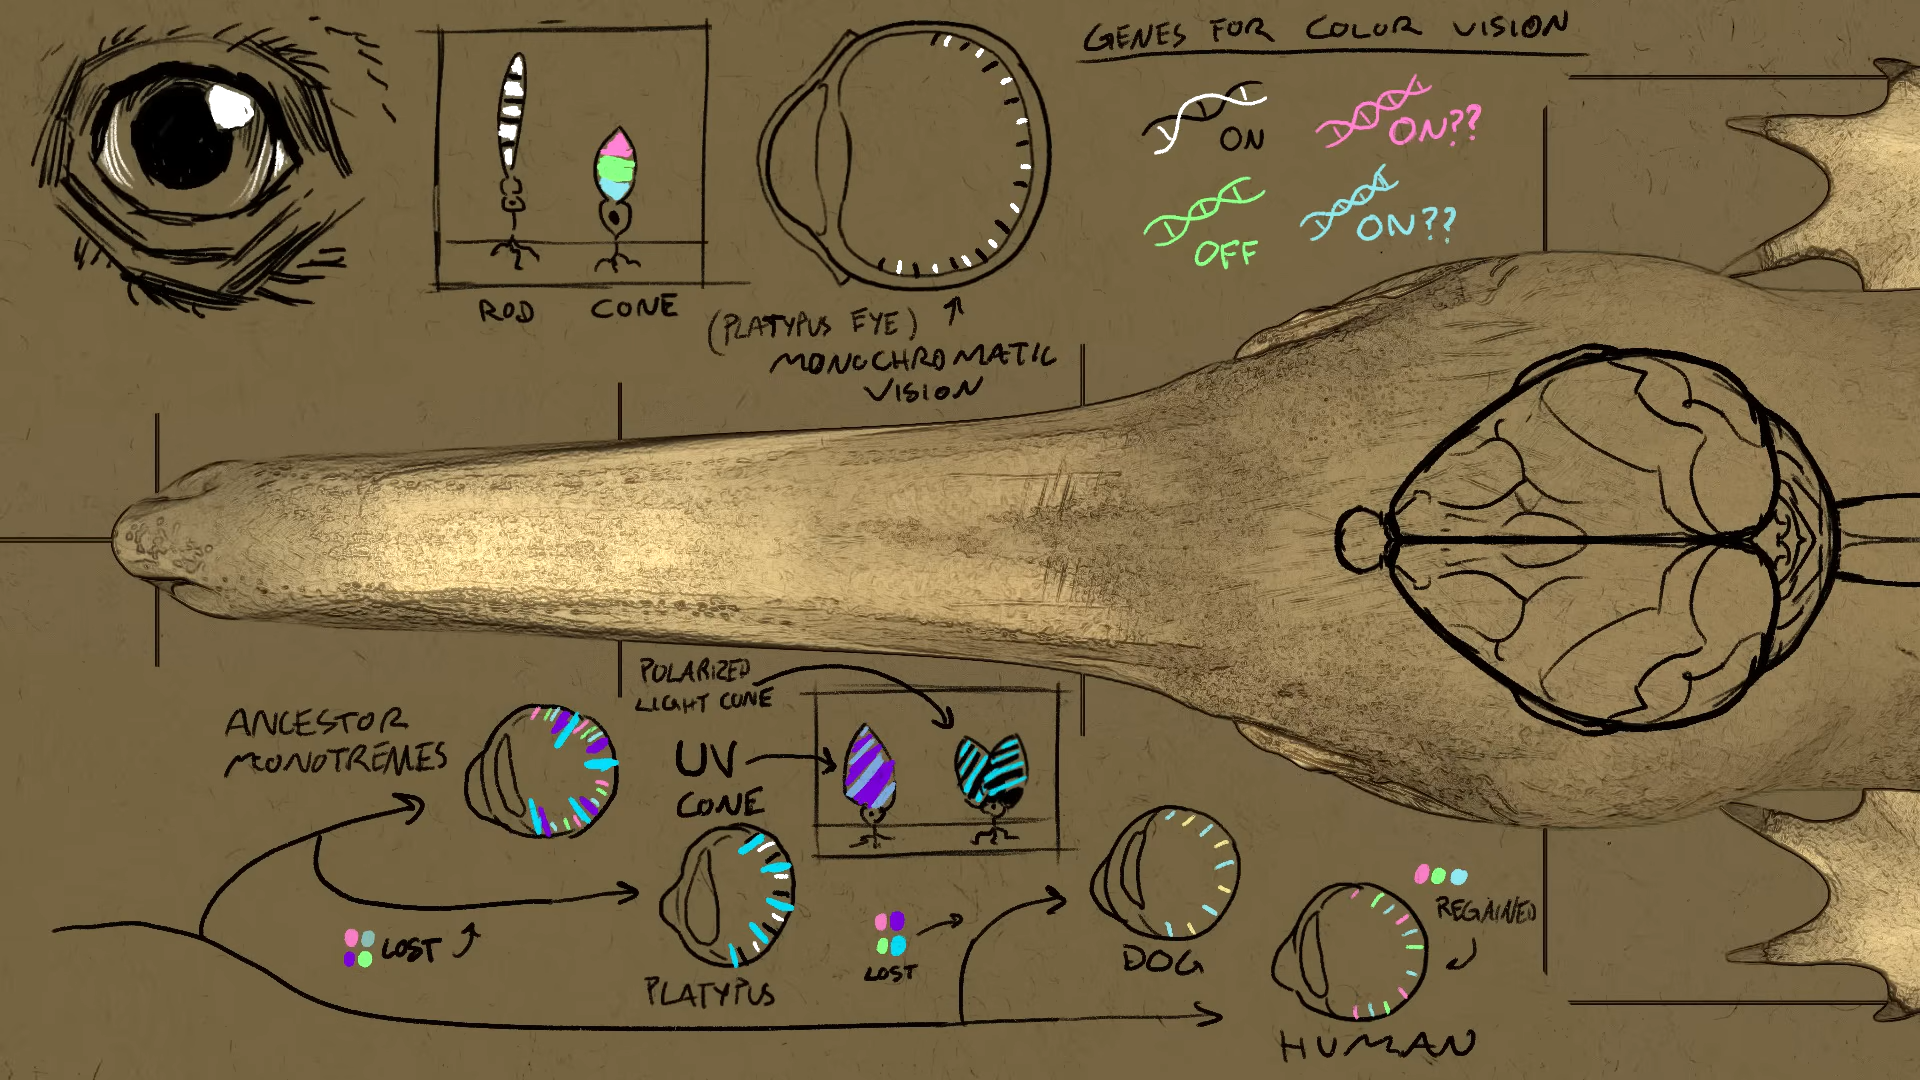 GENES FOR COLOR VISION
ON
ON??
OFF
ON??
ROD
CONE
(PLATYPUS EYE)
MONOCHROMATIC
VISION
POLARIZED
LIGHT CONE
ANCESTOR
MONOTREMES
UV
CONE
LOST
PLATYPUS
LOST
DOG
REGAINED
HUMAN